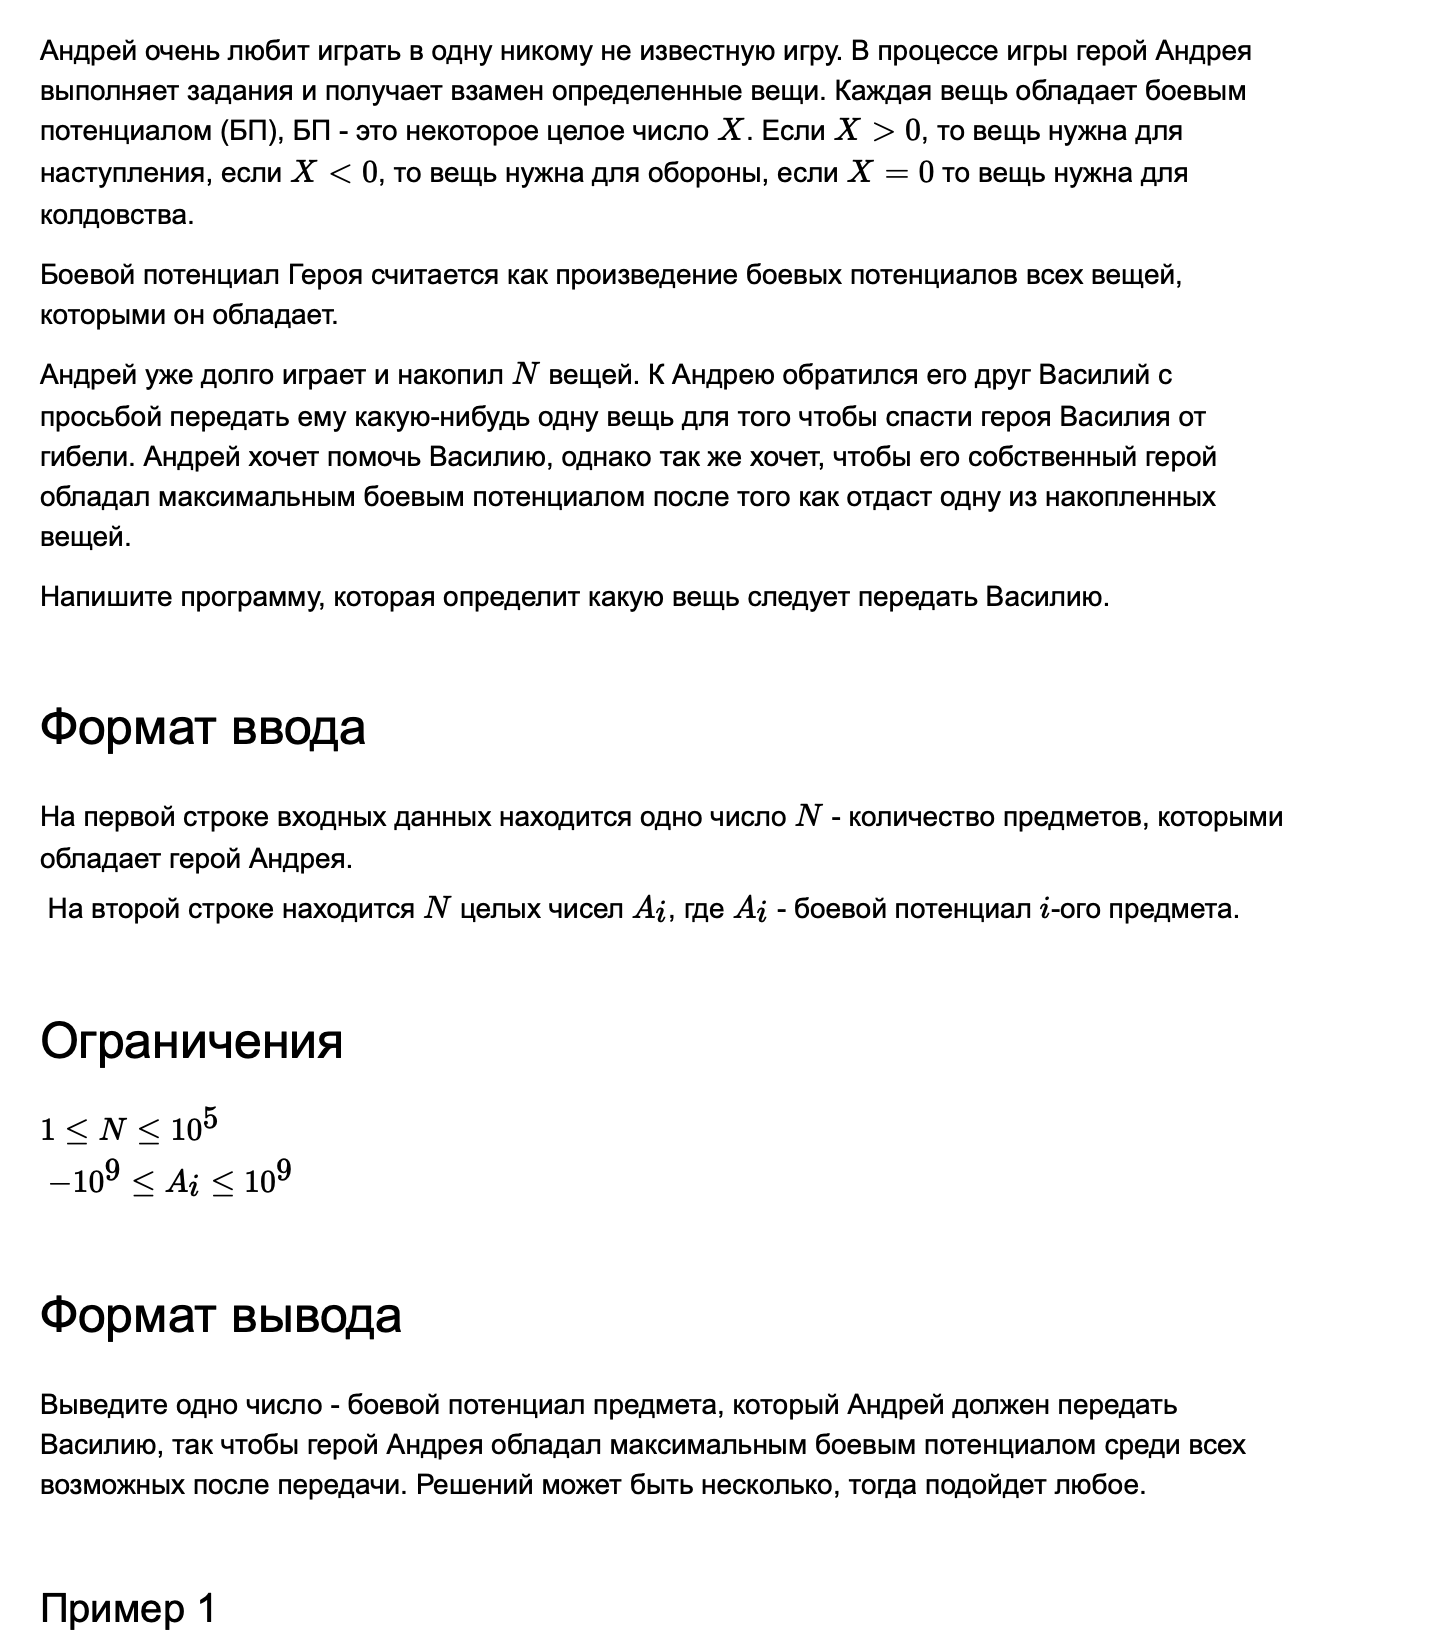 Андрей очень любит играть в одну никому не известную игру. В процессе игры герой Андрея
выполняет задания и получает взамен определенные вещи. Каждая вещь обладает боевым
потенциалом (БП), БП - это некоторое целое число X. Если X > 0, то вещь нужна для
наступления, если X < 0, то вещь нужна для обороны, если X = 0 то вещь нужна для
колдовства.
Боевой потенциал Героя считается как произведение боевых потенциалов всех вещей,
которыми он обладает.
Андрей уже долго играет и накопил N вещей. К Андрею обратился его друг Василий с
просьбой передать ему какую-нибудь одну вещь для того чтобы спасти героя Василия от
гибели. Андрей хочет помочь Василию, однако так же хочет, чтобы его собственный герой
обладал максимальным боевым потенциалом после того как отдаст одну из накопленных
вещей.
Напишите программу, которая определит какую вещь следует передать Василию.
Формат ввода
На первой строке входных данных находится одно число N - количество предметов, которыми
обладает герой Андрея.
На второй строке находится N целых чисел A_i, где A_i - боевой потенциал i-ого предмета.
Ограничения
1 ≤ N ≤ 10^5
−10^9 ≤ A_i ≤ 10^9
Формат вывода
Выведите одно число - боевой потенциал предмета, который Андрей должен передать
Василию, так чтобы герой Андрея обладал максимальным боевым потенциалом среди всех
возможных после передачи. Решений может быть несколько, тогда подойдет любое.
Пример 1